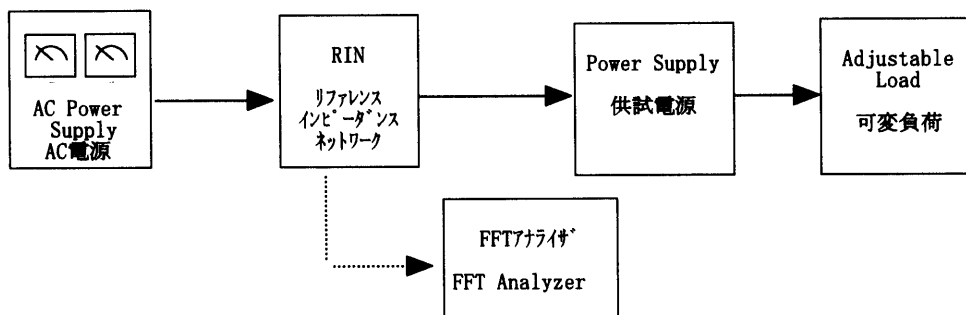 AC Power
Supply
AC電源
RIN
リファレンス
インピーダンス
ネットワーク
Power Supply
供試電源
Adjustable
Load
可変負荷
FFTアナライザ
FFT Analyzer